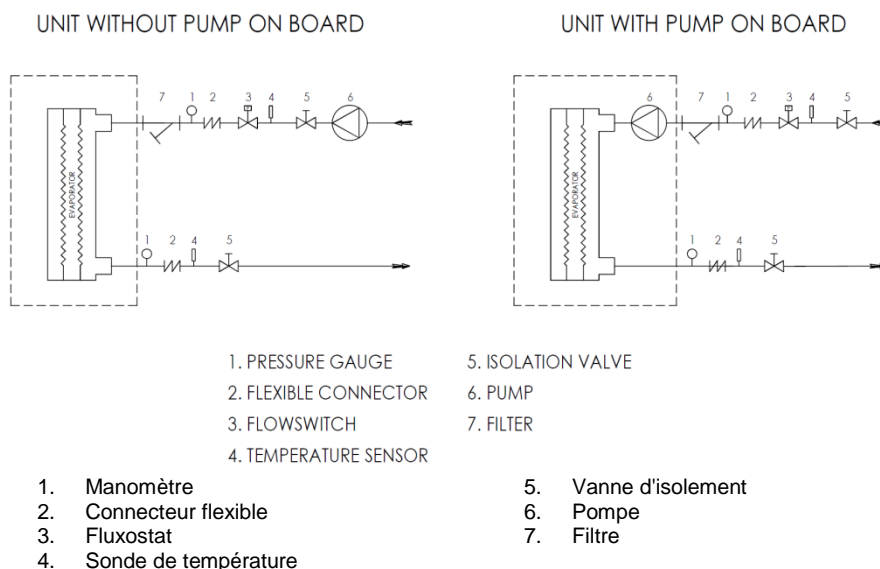 UNIT WITHOUT PUMP ON BOARD
UNIT WITH PUMP ON BOARD
7 1 2 3 4 5 6
EVAPORATOR
1 2 4 5
6 7 1 2 3 4 5
EVAPORATOR
1 2 4 5
1. PRESSURE GAUGE
2. FLEXIBLE CONNECTOR
3. FLOWSWITCH
4. TEMPERATURE SENSOR
5. ISOLATION VALVE
6. PUMP
7. FILTER
1. Manomètre
2. Connecteur flexible
3. Fluxostat
4. Sonde de température
5. Vanne d'isolement
6. Pompe
7. Filtre